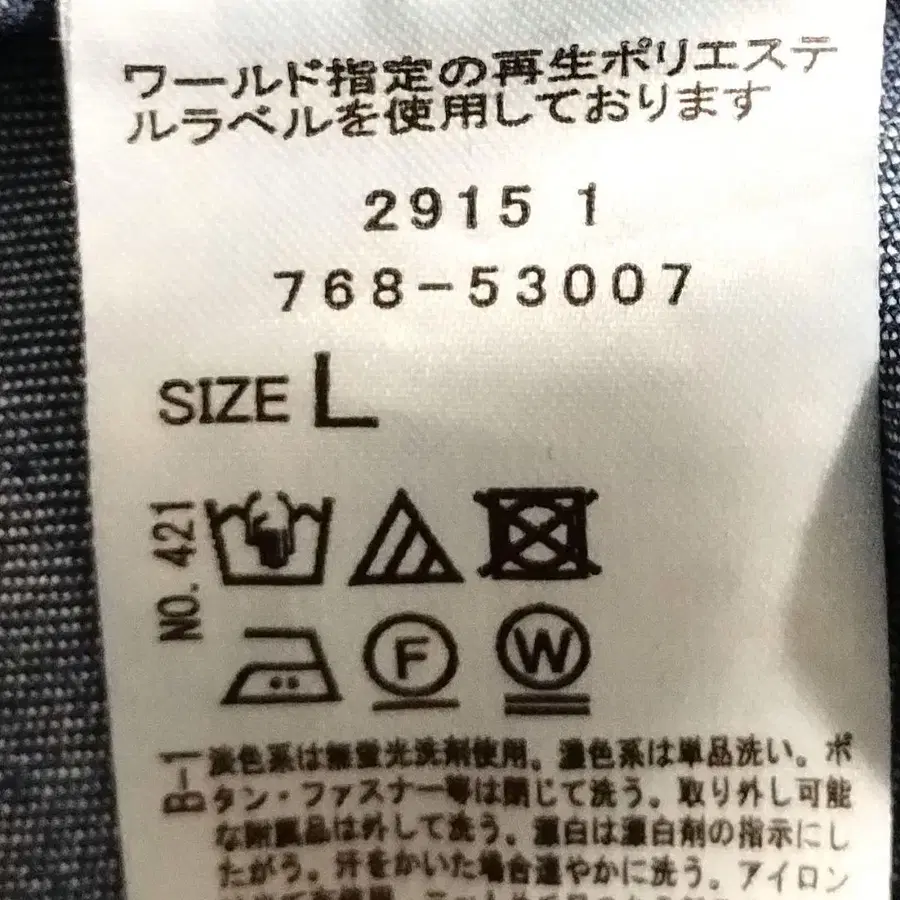 ワールド指定の再生ポリエステ
ルラベルを使用しております
2915 1
768-53007
SIZE L
NO. 421
F W
B-1
淡色系は無蛍光洗剤使用。濃色系は単品洗い。ボ
タン・ファスナー等は閉じて洗う。取り外し可能
な附属品は外して洗う。漂白は漂白剤の指示にし
たがう。汗をかいた場合速やかに洗う。アイロン